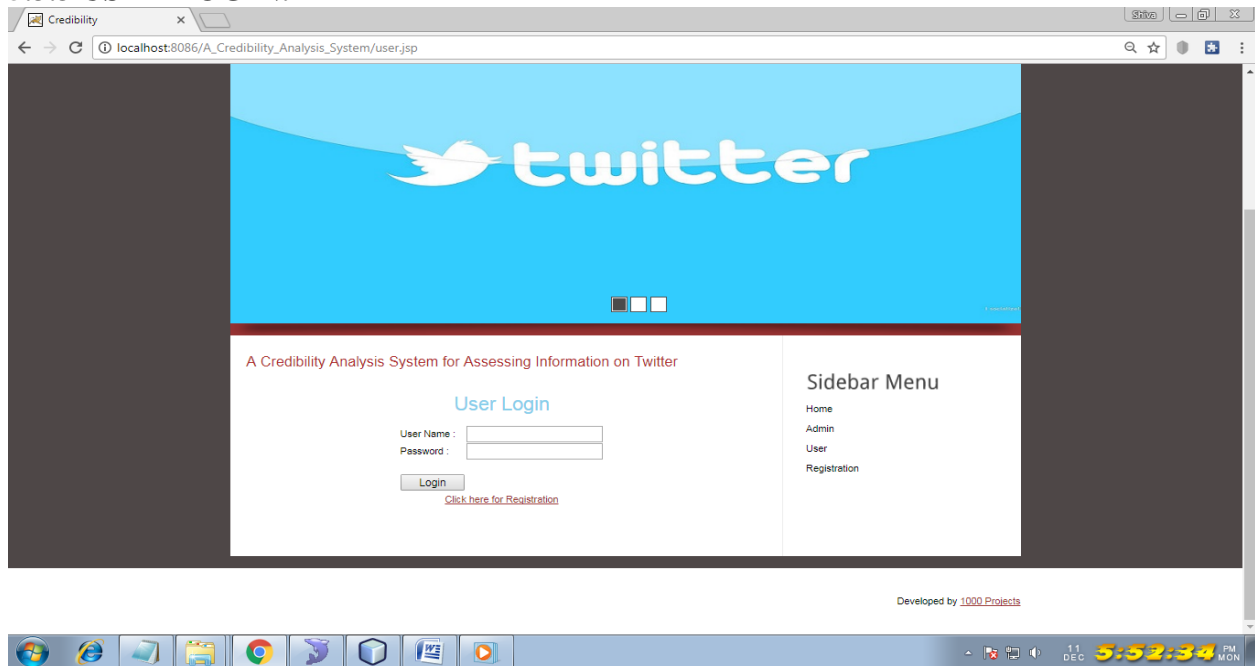 Credibility
Shiva
localhost:8086/A_Credibility_Analysis_System/user.jsp
twitter
A Credibility Analysis System for Assessing Information on Twitter
User Login
User Name :
Password :
Login
Click here for Registration
Sidebar Menu
Home
Admin
User
Registration
Developed by 1000 Projects
11 DEC 5:52:34 PM MON